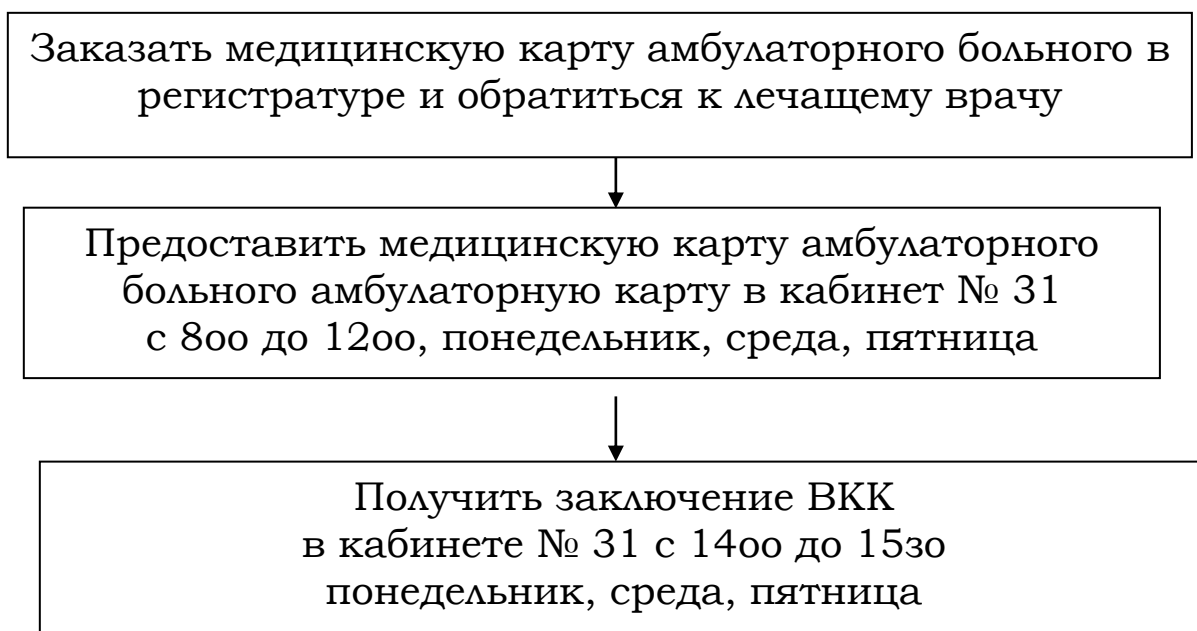 Заказать медицинскую карту амбулаторного больного в
регистратуре и обратиться к лечащему врачу
Предоставить медицинскую карту амбулаторного
больного амбулаторную карту в кабинет № 31
с 8оо до 12оо, понедельник, среда, пятница
Получить заключение ВКК
в кабинете № 31 с 14оо до 15зо
понедельник, среда, пятница